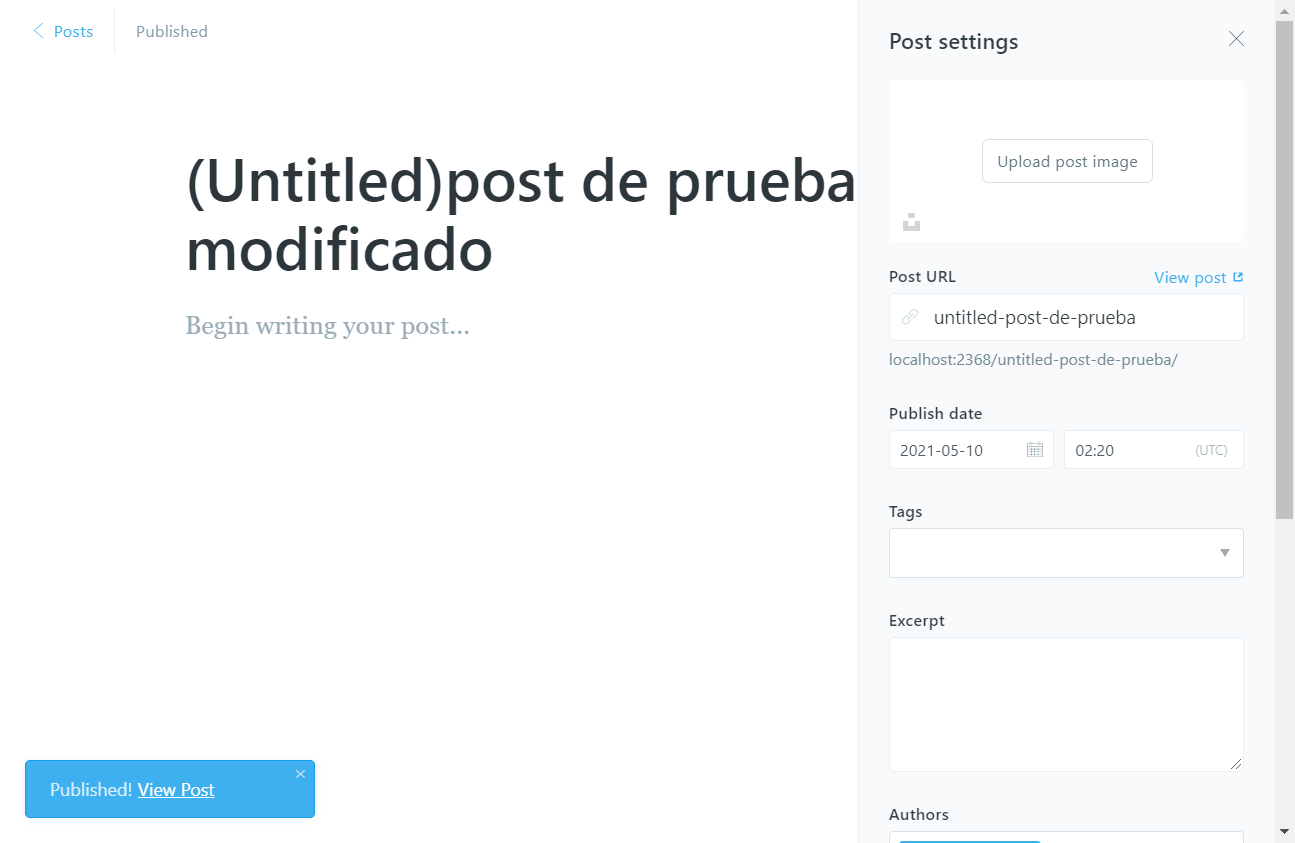 Posts
Published
(Untitled)post de prueba
modificado
Begin writing your post...
Published! View Post
Post settings
Upload post image
Post URL
View post
untitled-post-de-prueba
localhost:2368/untitled-post-de-prueba/
Publish date
2021-05-10
02:20
(UTC)
Tags
Excerpt
Authors